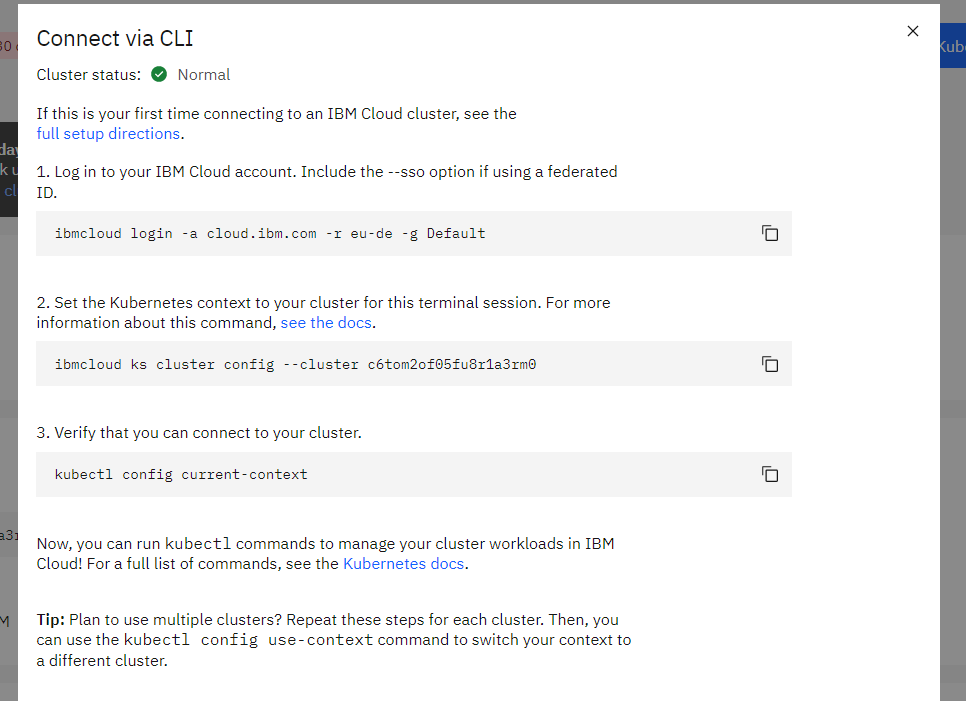 Connect via CLI
Cluster status: Normal
If this is your first time connecting to an IBM Cloud cluster, see the
full setup directions.
1. Log in to your IBM Cloud account. Include the --sso option if using a federated
ID.
ibmcloud login -a cloud.ibm.com -r eu-de -g Default
2. Set the Kubernetes context to your cluster for this terminal session. For more
information about this command, see the docs.
ibmcloud ks cluster config --cluster c6tom2of05fu8r1a3rm0
3. Verify that you can connect to your cluster.
kubectl config current-context
Now, you can run kubectl commands to manage your cluster workloads in IBM
Cloud! For a full list of commands, see the Kubernetes docs.
Tip: Plan to use multiple clusters? Repeat these steps for each cluster. Then, you
can use the kubectl config use-context command to switch your context to
a different cluster.